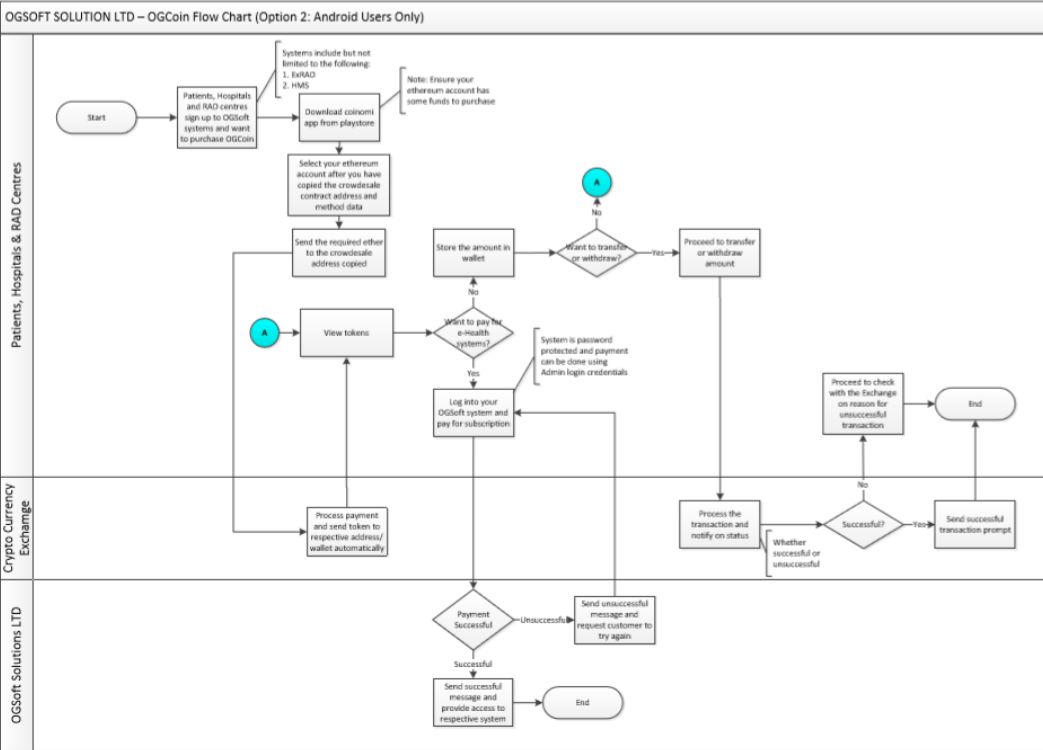 OGSOFT SOLUTION LTD – OGCoin Flow Chart (Option 2: Android Users Only)
Patients, Hospitals & RAD Centres
Start
Patients, Hospitals
and RAD centres
sign up to OGSoft
systems and want
to purchase OGCoin
Systems include but not
limited to the following:
1. ExRAD
2. HMS
Download coinomi
app from playstore
Note: Ensure your
ethereum account has
some funds to purchase
Select your ethereum
account after you have
copied the crowdesale
contract address and
method data
Send the required ether
to the crowdesale
address copied
A
No
Store the amount in
wallet
Want to transfer
or withdraw?
Yes
Proceed to transfer
or withdraw
amount
No
A
View tokens
Want to pay for
e-Health
systems?
Yes
System is password
protected and payment
can be done using
Admin login credentials
Log into your
OGSoft system and
pay for subscription
Proceed to check
with the Exchange
on reason for
unsuccessful
transaction
End
No
Crypto Currency
Exchamge
Process payment
and send token to
respective address/
wallet automatically
Process the
transaction and
notify on status
Whether
successful or
unsuccessful
Successful?
Yes
Send successful
transaction prompt
OGSoft Solutions LTD
Payment
Successful
Unsuccessful
Send unsuccessful
message and
request customer to
try again
Successful
Send successful
message and
provide access to
respective system
End